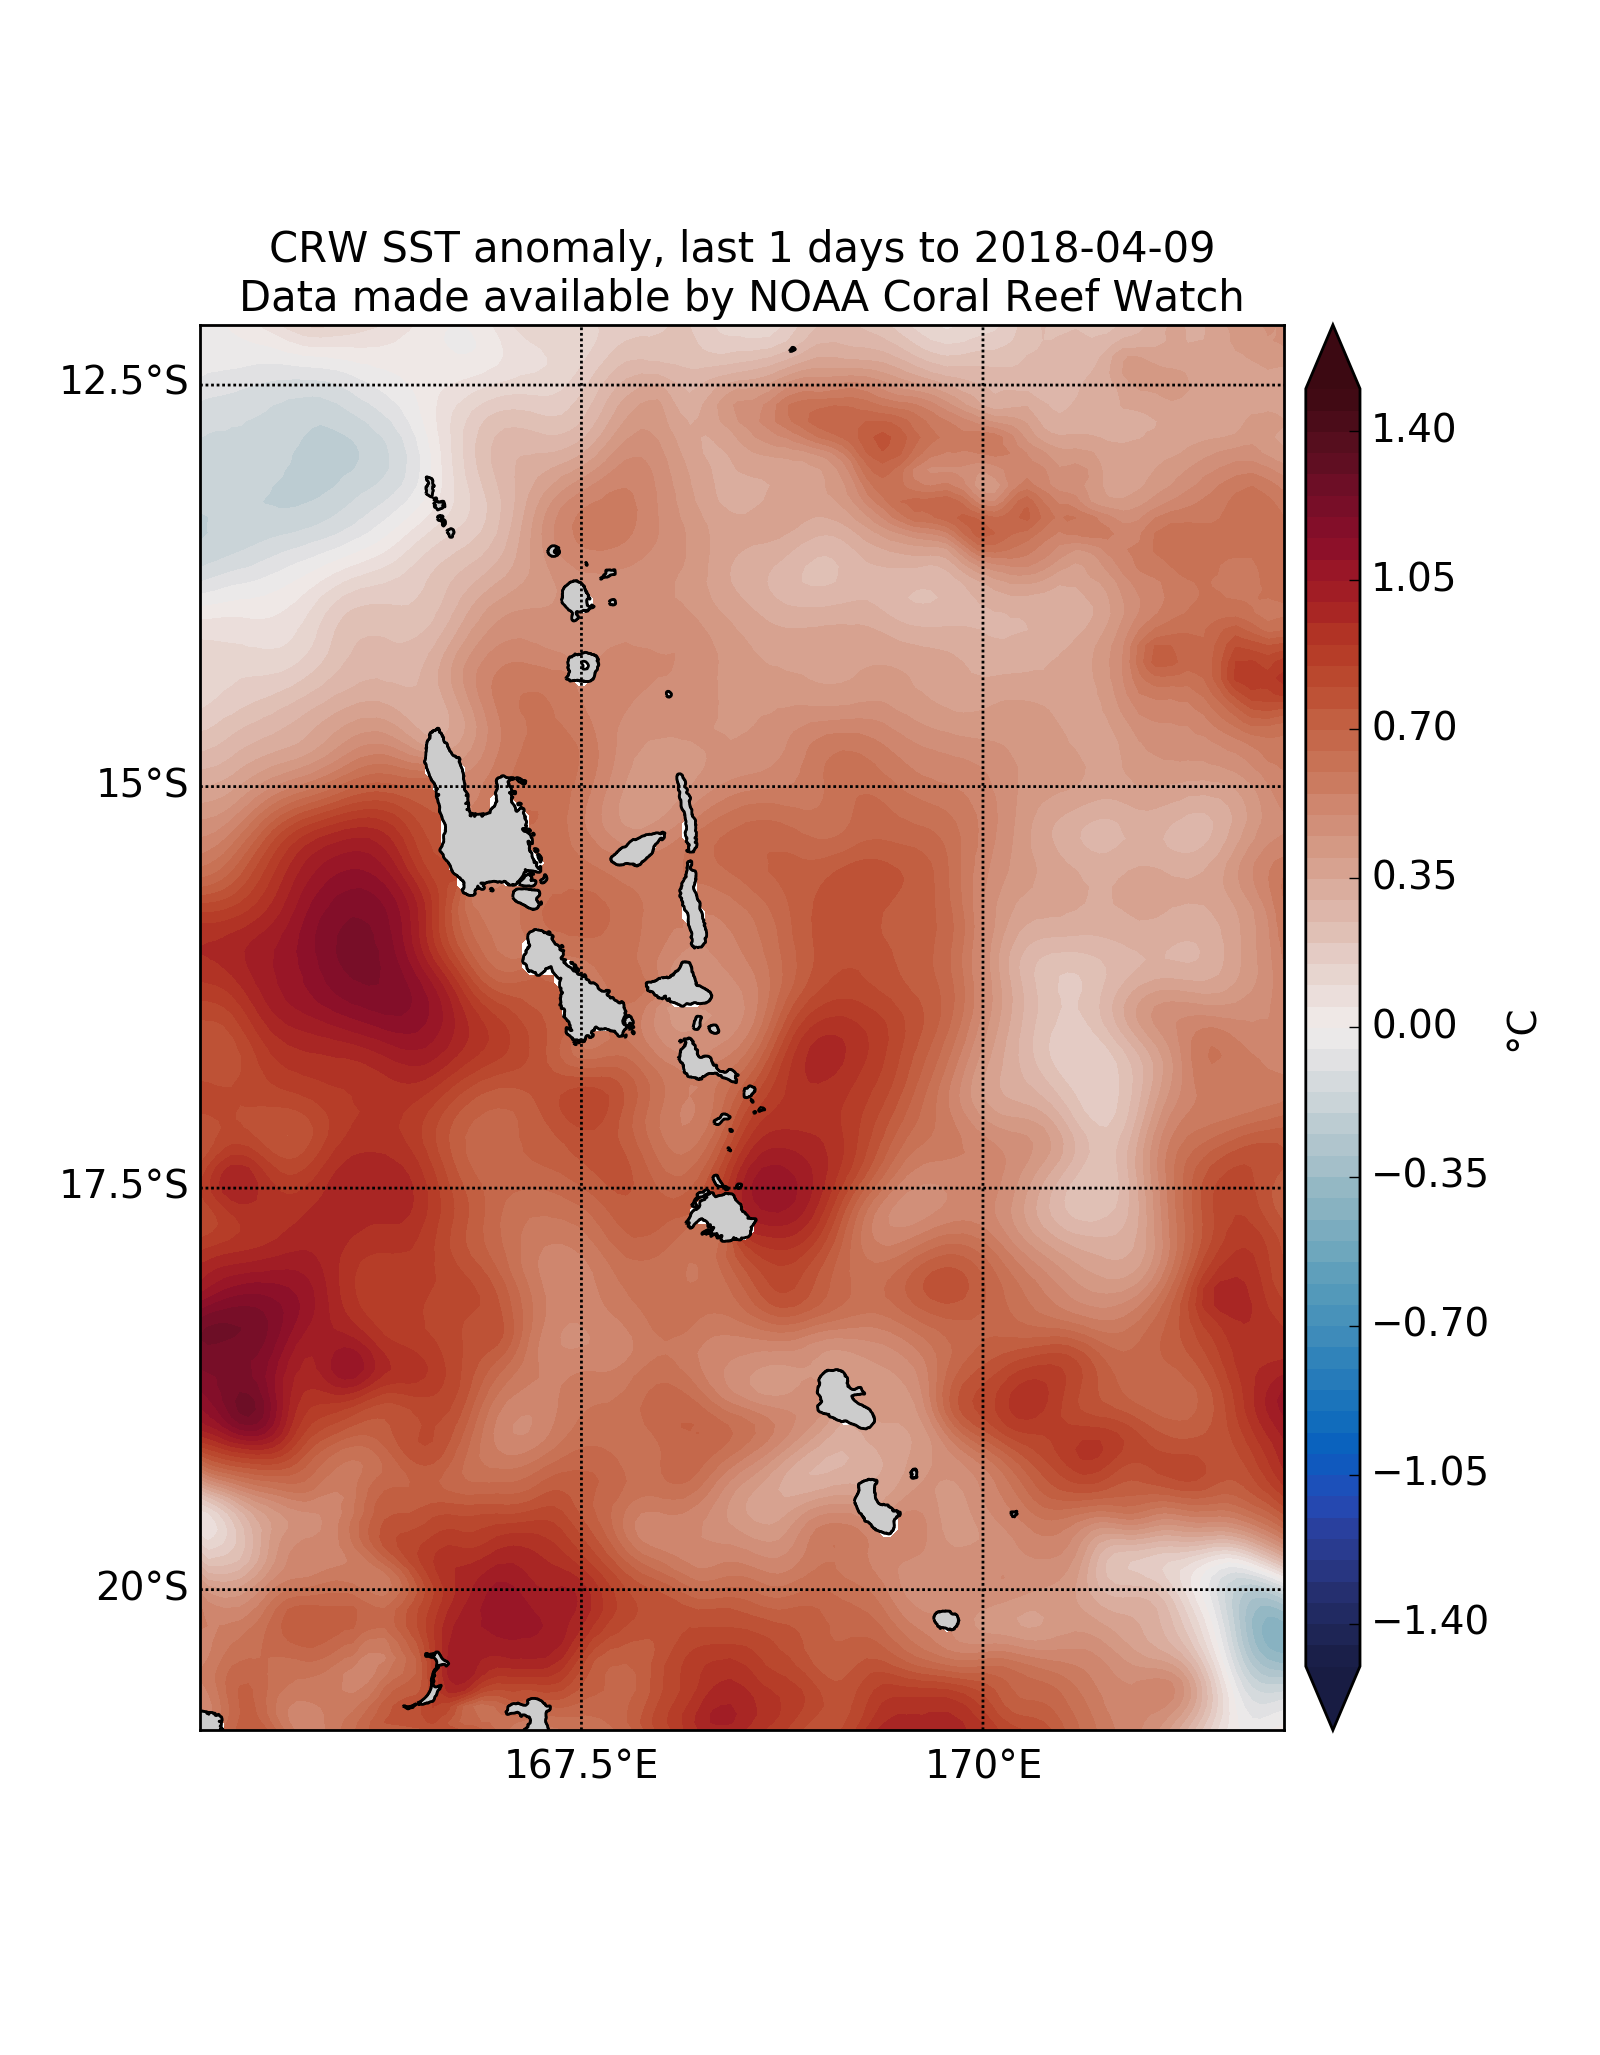 CRW SST anomaly, last 1 days to 2018-04-09
Data made available by NOAA Coral Reef Watch
12.5°S
15°S
17.5°S
20°S
167.5°E
170°E
1.40
1.05
0.70
0.35
0.00
−0.35
−0.70
−1.05
−1.40
°C